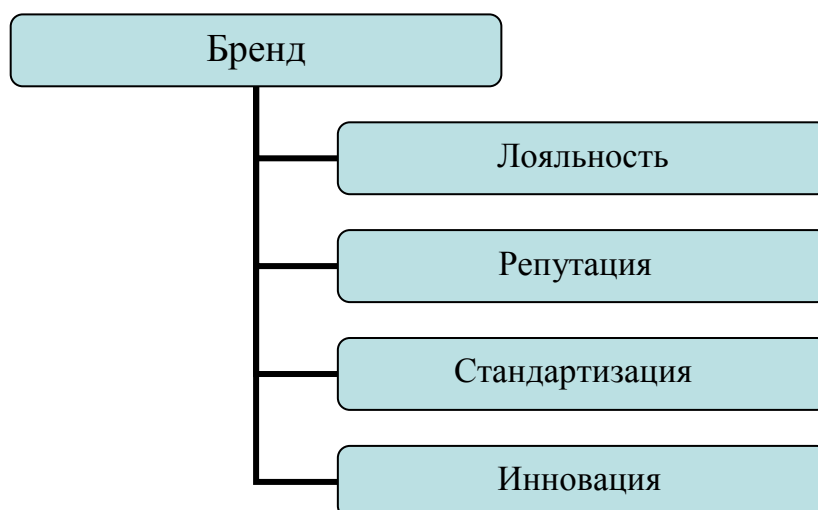 Бренд
Лояльность
Репутация
Стандартизация
Инновация